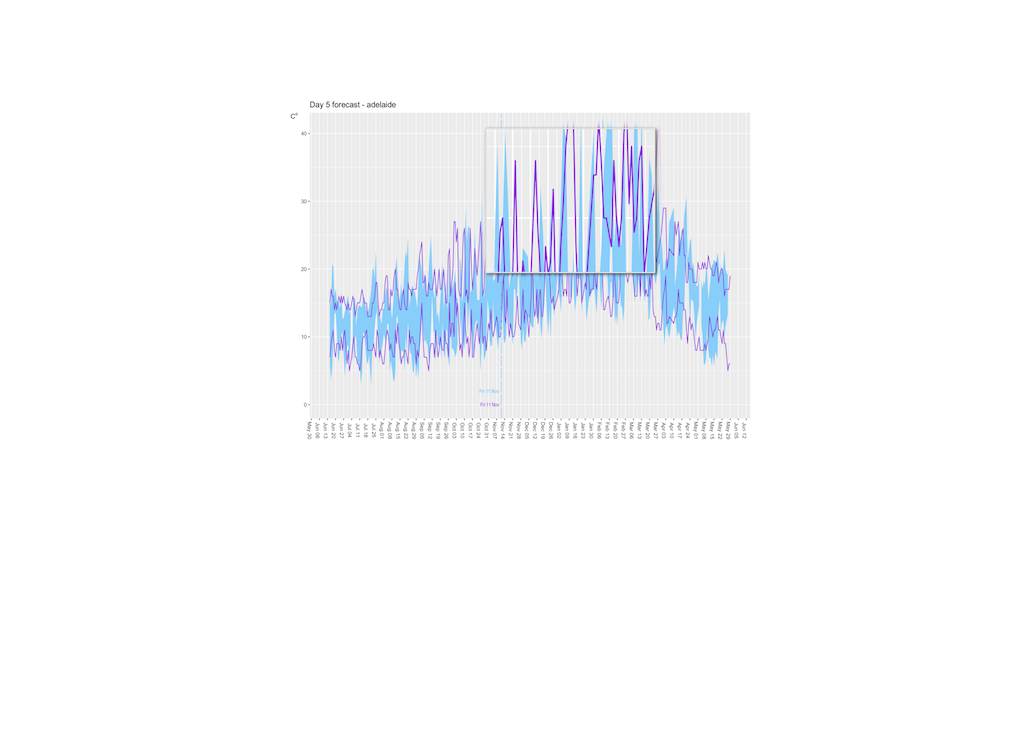 Day 5 forecast - adelaide
C°
40
30
20
10
0
Fri 11 Nov
Fri 11 Nov
May 30
Jun 06
Jun 13
Jun 20
Jun 27
Jul 04
Jul 11
Jul 18
Jul 25
Aug 01
Aug 08
Aug 15
Aug 22
Aug 29
Sep 05
Sep 12
Sep 19
Sep 26
Oct 03
Oct 10
Oct 17
Oct 24
Oct 31
Nov 07
Nov 14
Nov 21
Nov 28
Dec 05
Dec 12
Dec 19
Dec 26
Jan 02
Jan 09
Jan 16
Jan 23
Jan 30
Feb 06
Feb 13
Feb 20
Feb 27
Mar 06
Mar 13
Mar 20
Mar 27
Apr 03
Apr 10
Apr 17
Apr 24
May 01
May 08
May 15
May 22
May 29
Jun 05
Jun 12